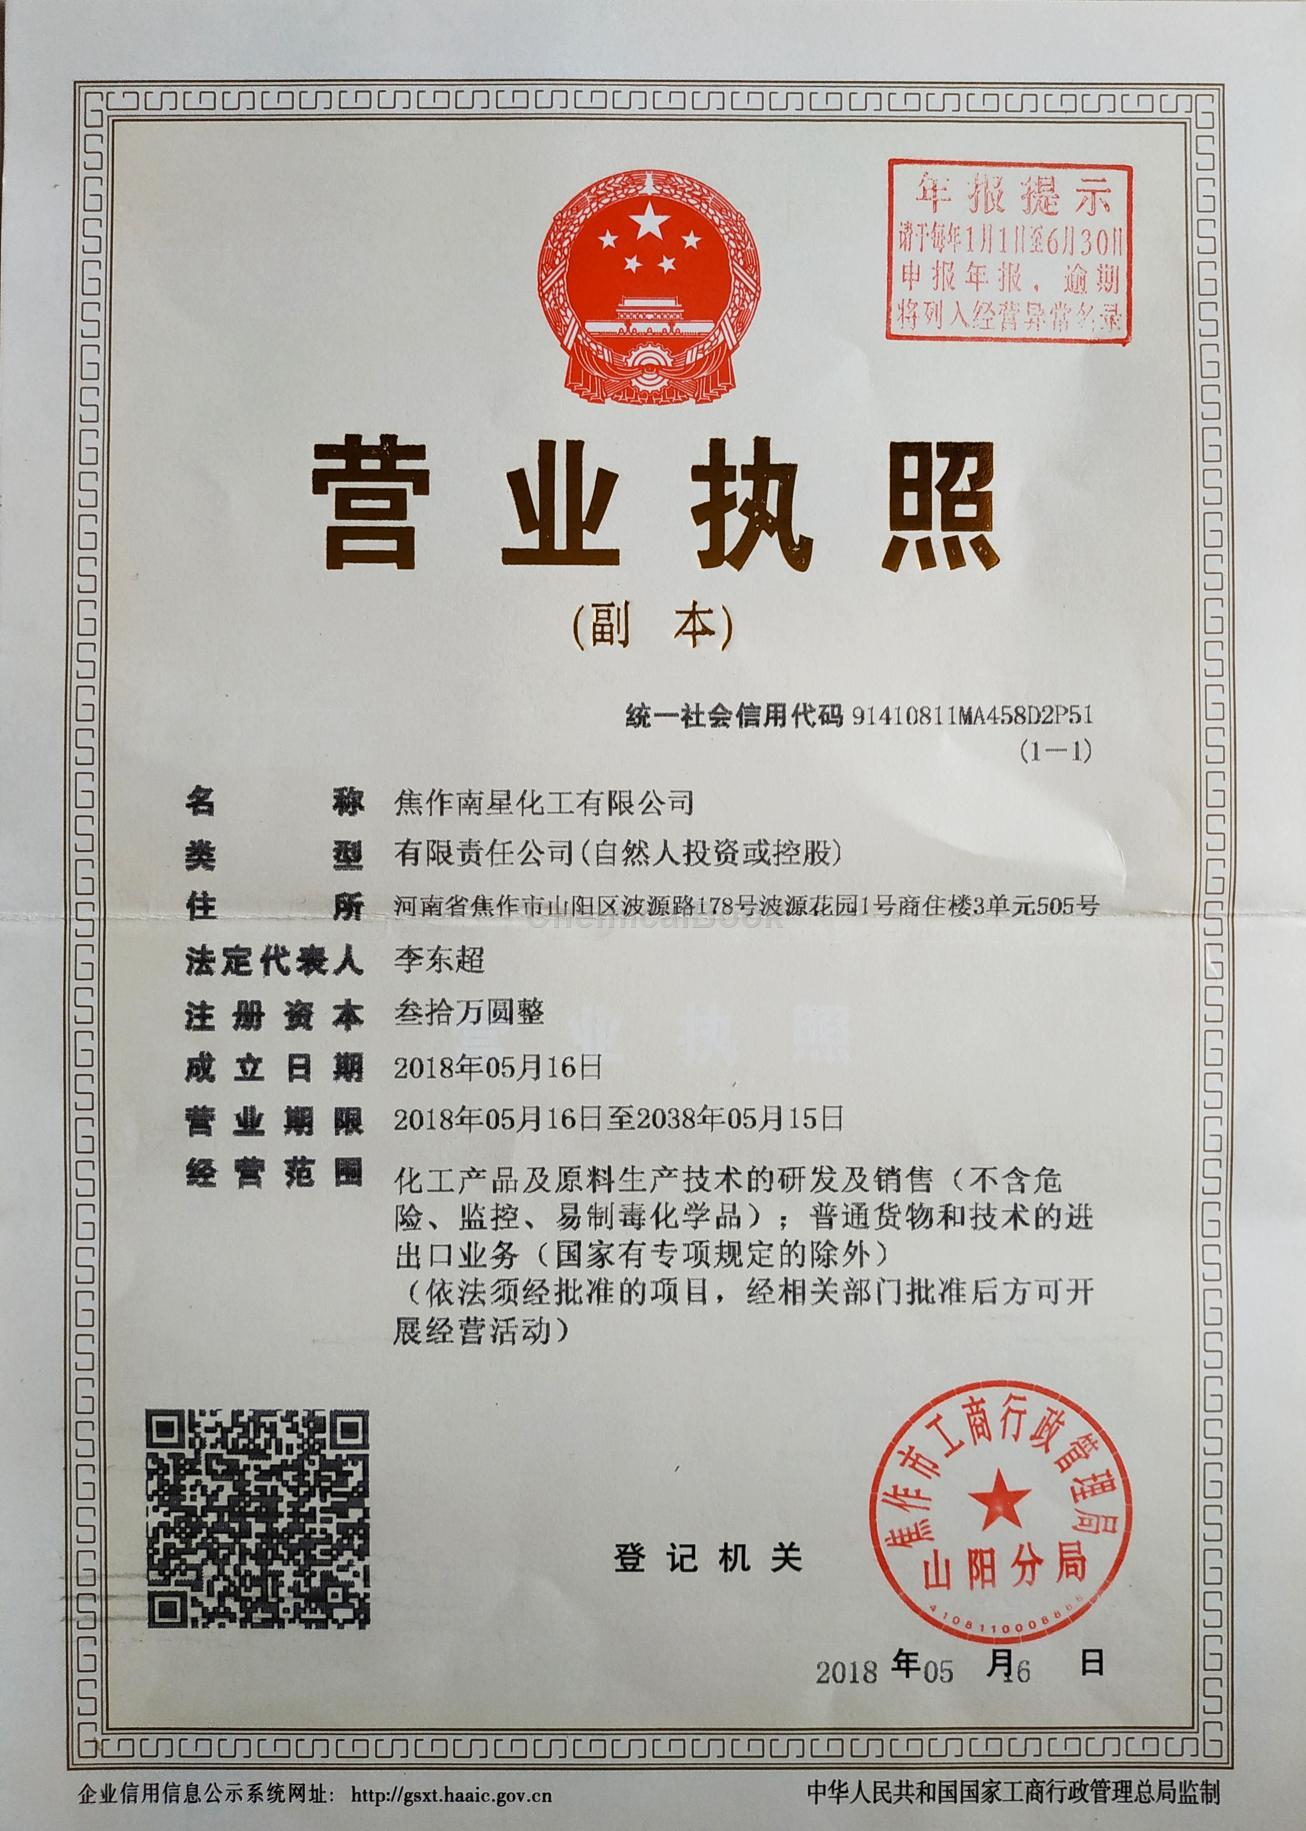 年报提示
请于每年1月1日至6月30日
申报年报，逾期
将列入经营异常名录
营业执照
(副 本)
统一社会信用代码 91410811MA458D2P51
(1—1)
名称 焦作南星化工有限公司
类型 有限责任公司(自然人投资或控股)
住所 河南省焦作市山阳区波源路178号波源花园1号商住楼3单元505号
ChemicalBook
法定代表人 李东超
注册资本 叁拾万圆整
营业执照
成立日期 2018年05月16日
营业期限 2018年05月16日至2038年05月15日
经营范围 化工产品及原料生产技术的研发及销售（不含危
险、监控、易制毒化学品）；普通货物和技术的进
出口业务（国家有专项规定的除外）
（依法须经批准的项目，经相关部门批准后方可开
展经营活动）
焦作市工商行政管理局
山阳分局
登记机关
2018 年 05 月 16 日
企业信用信息公示系统网址： http://gsxt.haaic.gov.cn
中华人民共和国国家工商行政管理总局监制